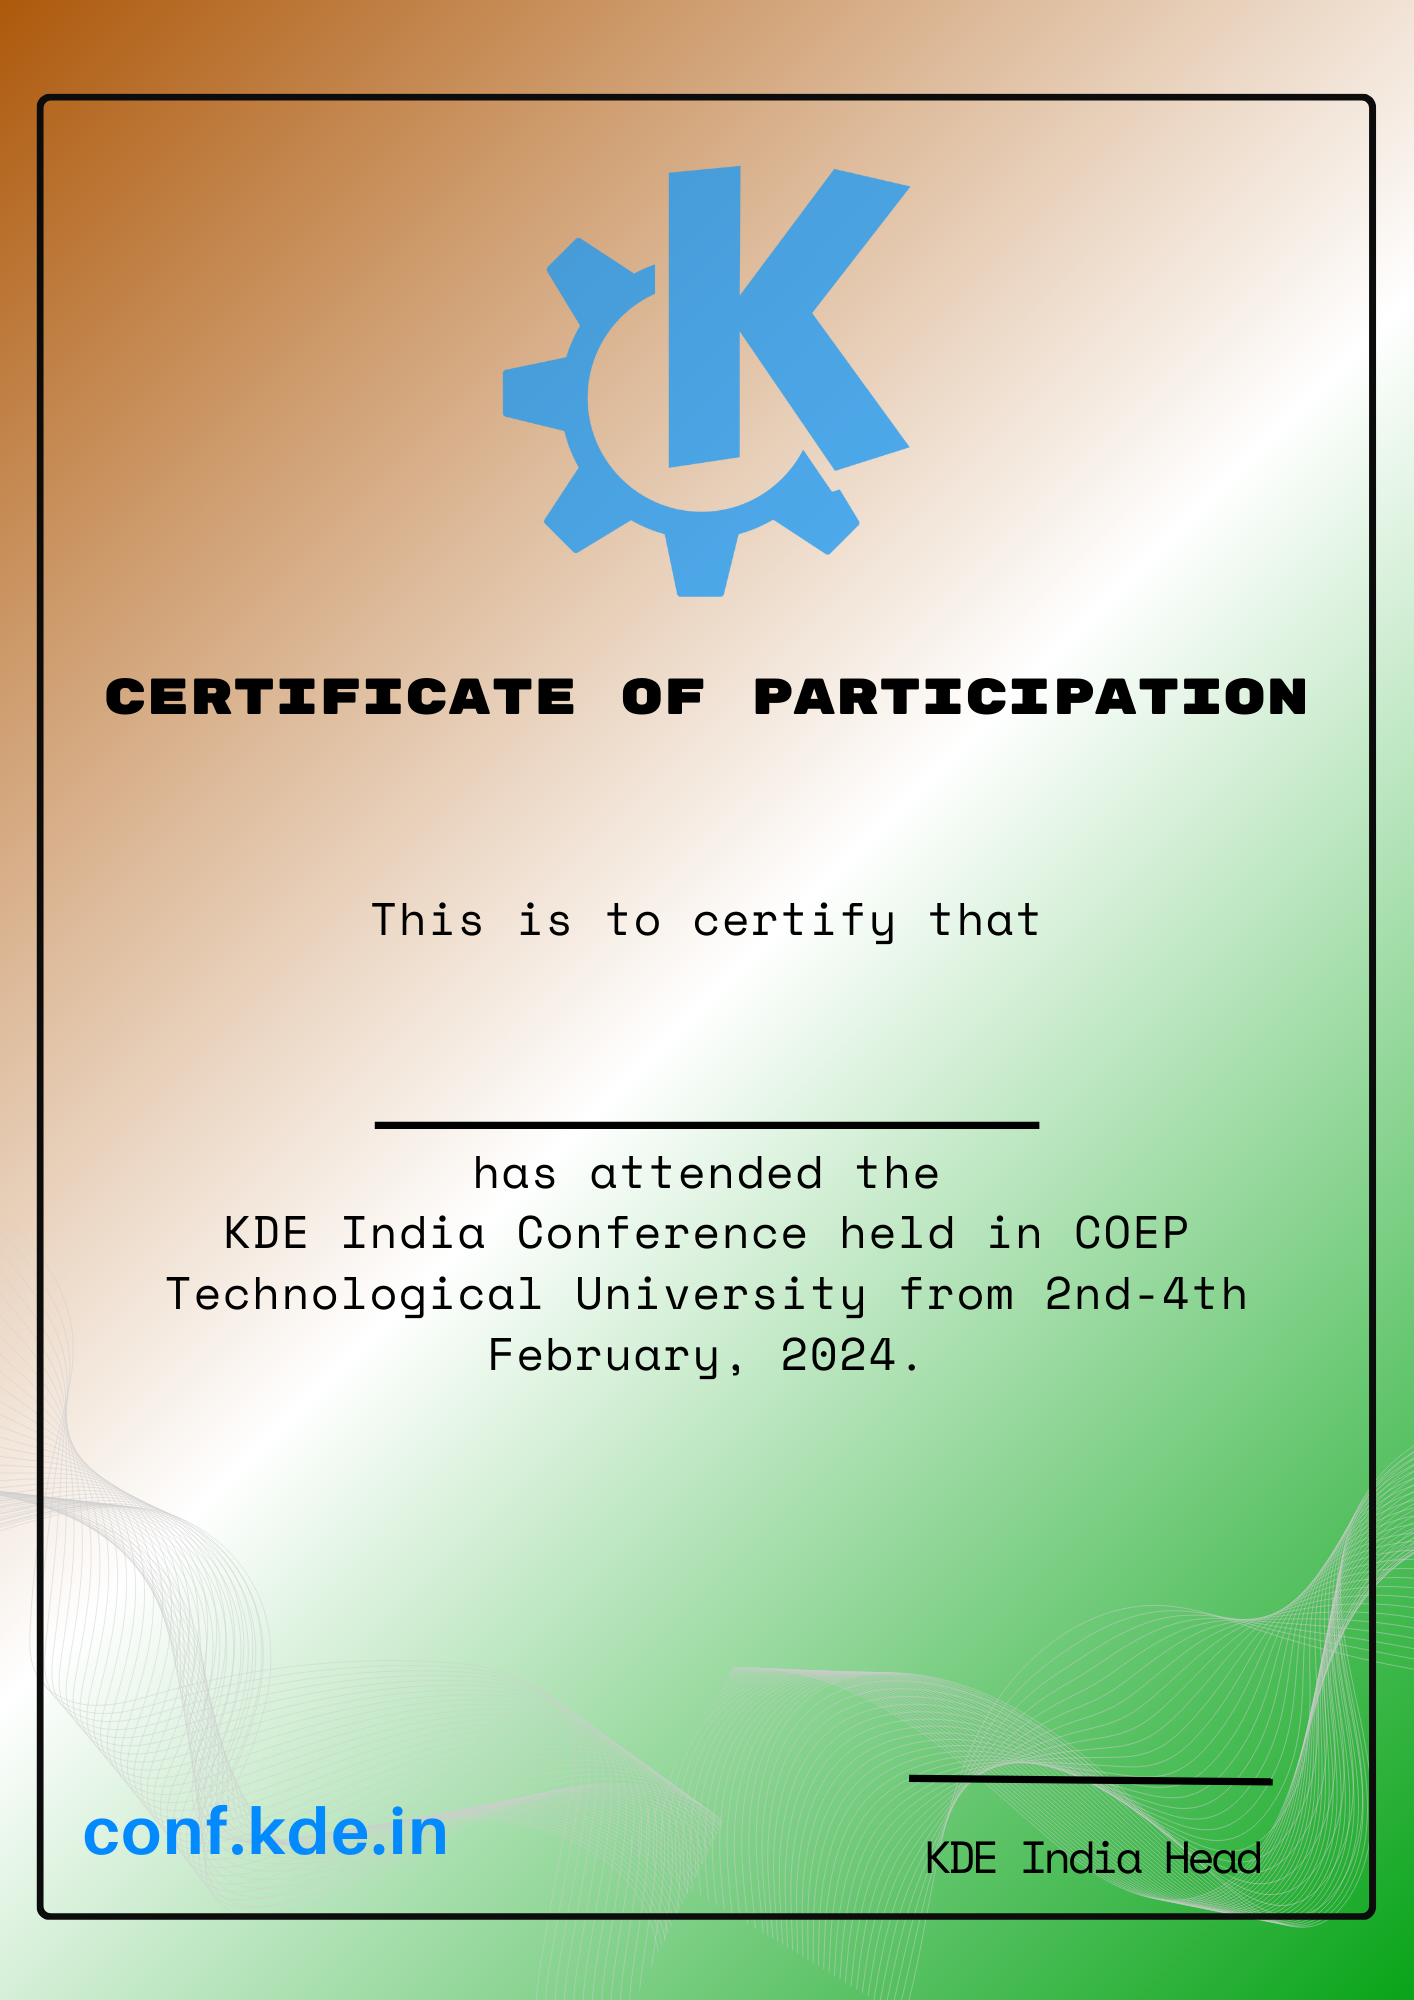 K
CERTIFICATE OF PARTICIPATION
This is to certify that
has attended the
KDE India Conference held in COEP
Technological University from 2nd-4th
February, 2024.
conf.kde.in
KDE India Head